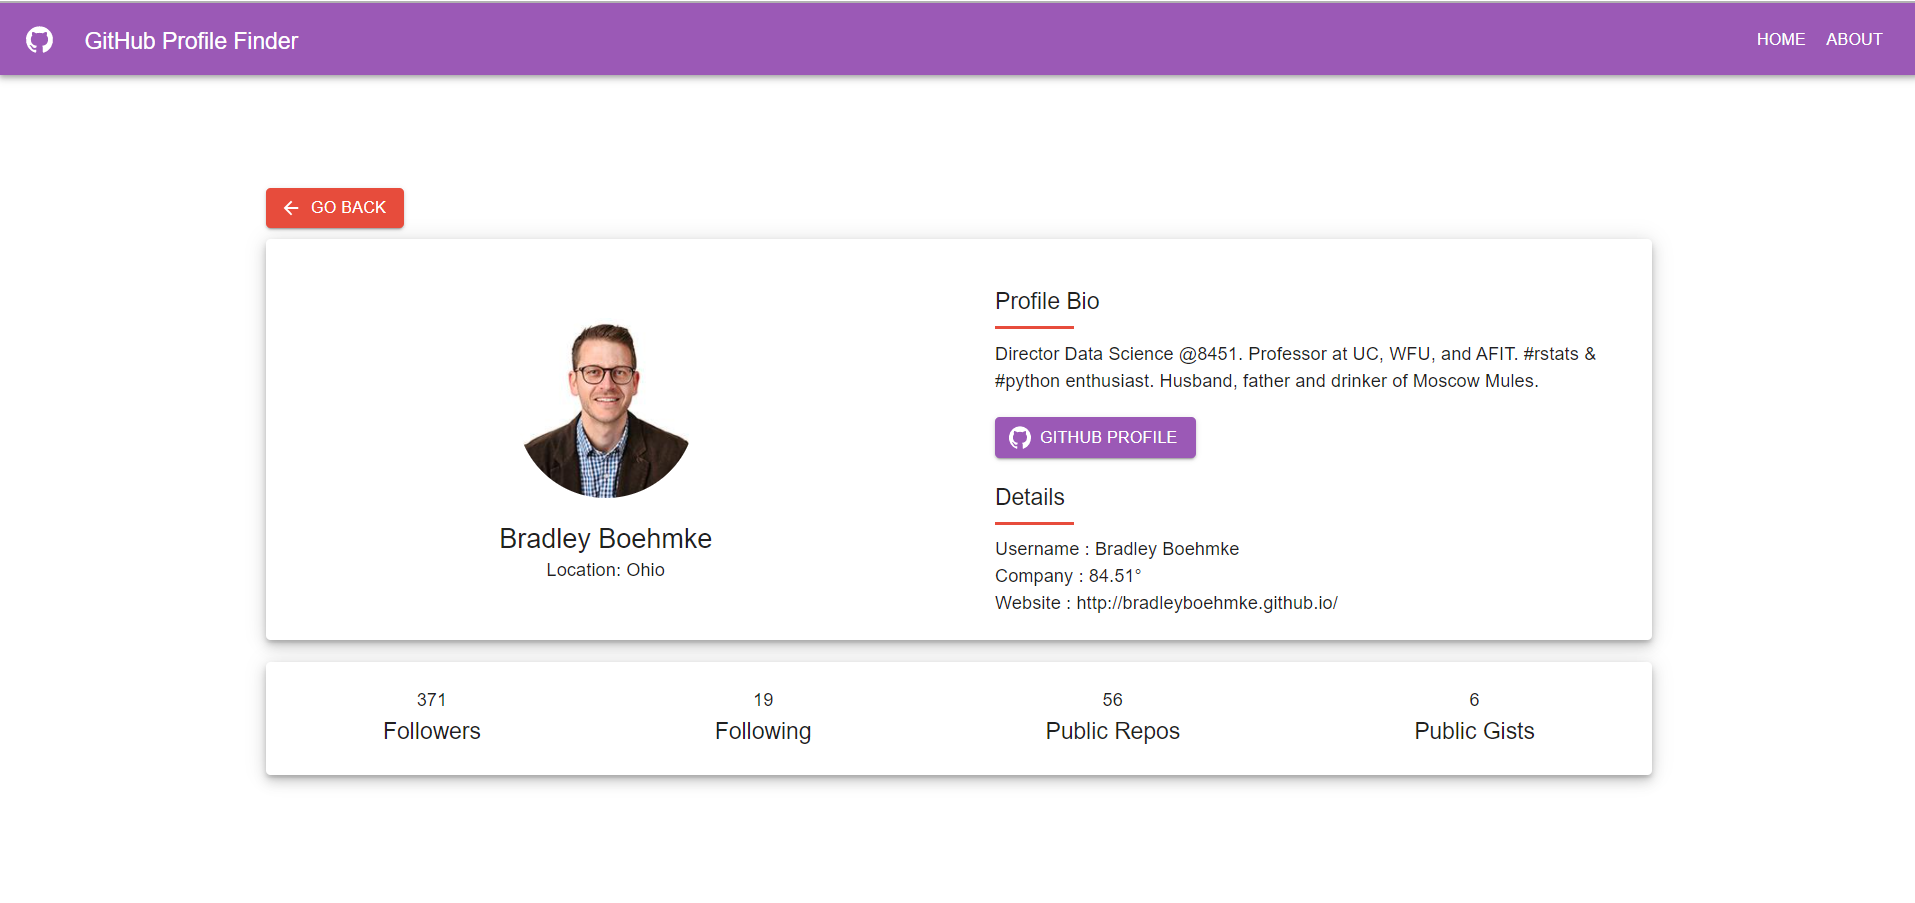 GitHub Profile Finder
HOME
ABOUT
GO BACK
Bradley Boehmke
Location: Ohio
Profile Bio
Director Data Science @8451. Professor at UC, WFU, and AFIT. #rstats &
#python enthusiast. Husband, father and drinker of Moscow Mules.
GITHUB PROFILE
Details
Username : Bradley Boehmke
Company : 84.51°
Website : http://bradleyboehmke.github.io/
371
Followers
19
Following
56
Public Repos
6
Public Gists